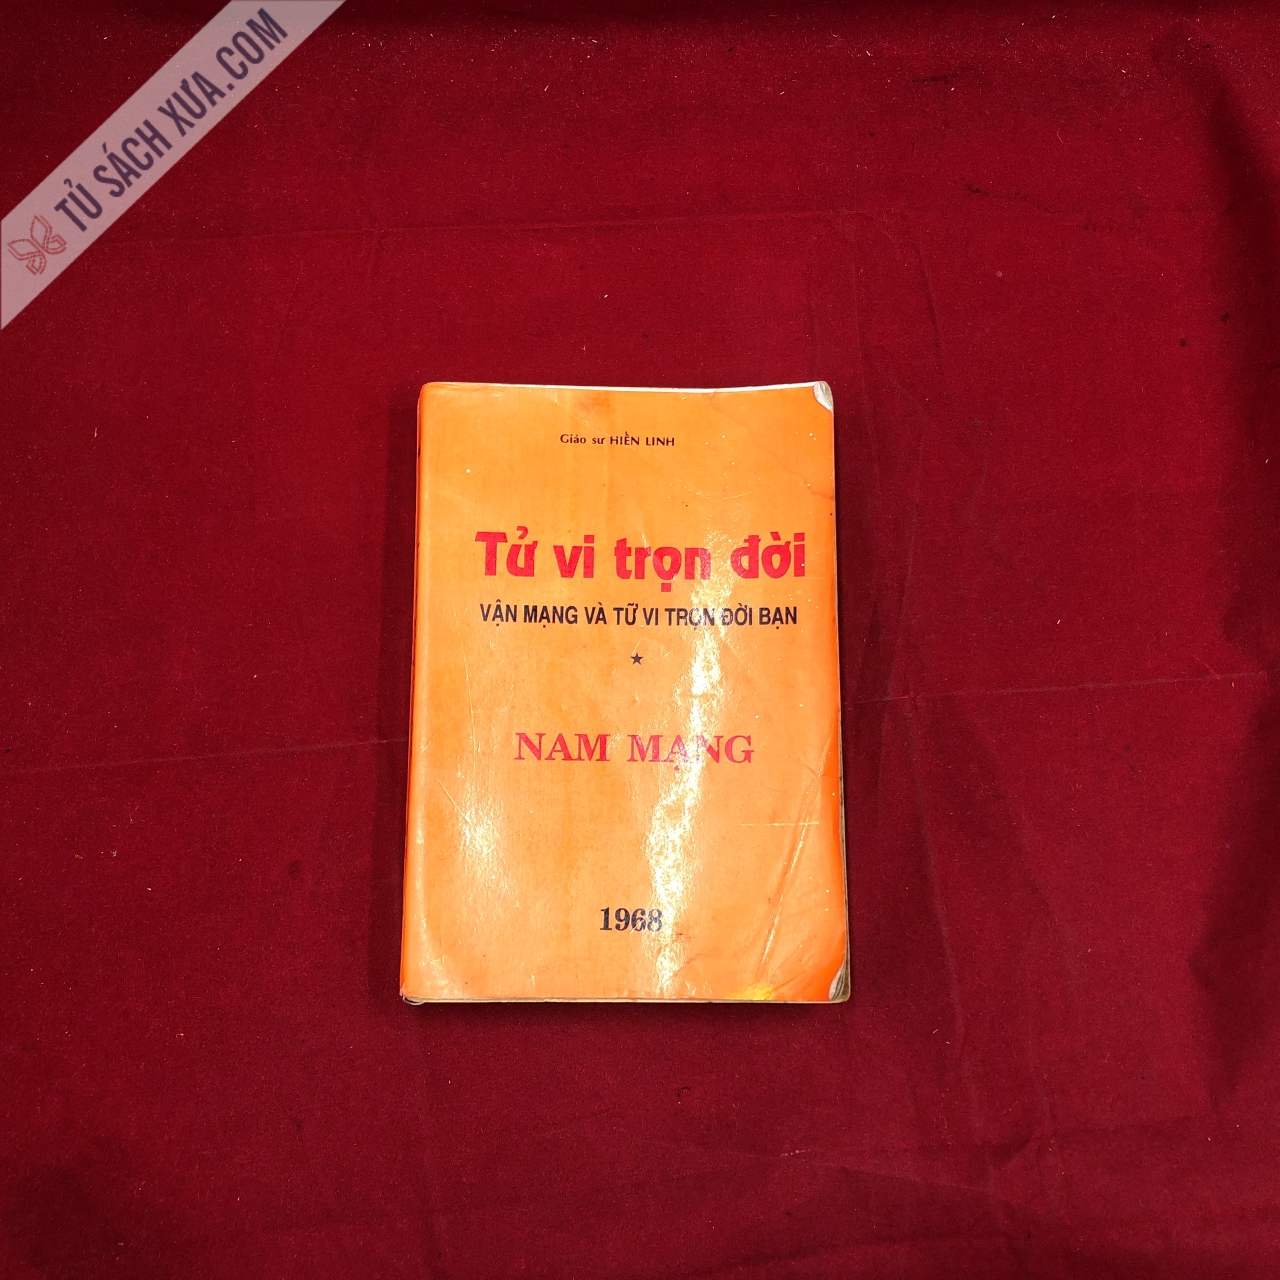 TỦ SÁCH XƯA.COM
Giáo sư HIỀN LINH
Tử vi trọn đời
VẬN MẠNG VÀ TỮ VI TRỌN ĐỜI BẠN
NAM MẠNG
1968